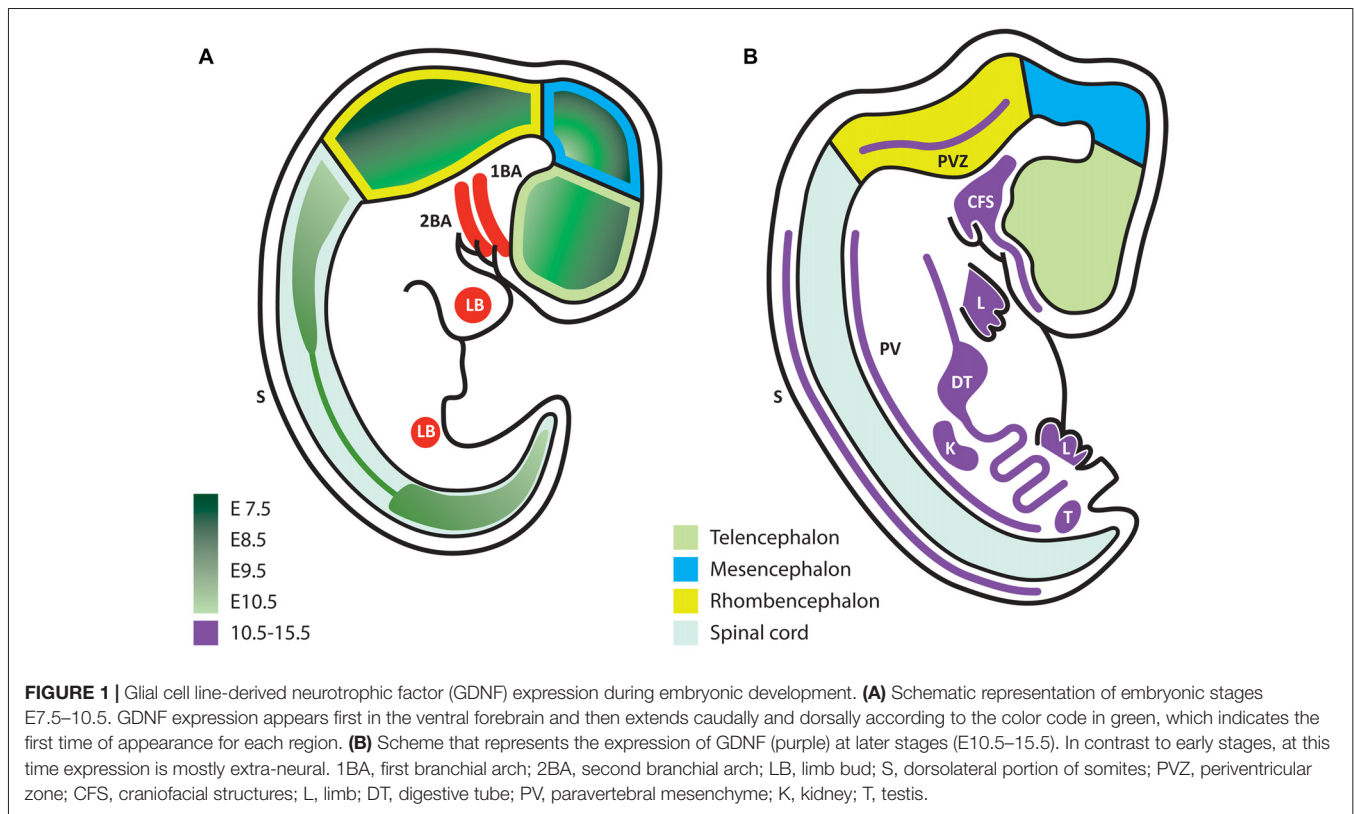 A
1BA
2BA
LB
LB
S
E 7.5
E8.5
E9.5
E10.5
10.5-15.5
B
PVZ
CFS
L
PV
DT
S
K
L
T
Telencephalon
Mesencephalon
Rhombencephalon
Spinal cord
FIGURE 1 | Glial cell line-derived neurotrophic factor (GDNF) expression during embryonic development. (A) Schematic representation of embryonic stages
E7.5–10.5. GDNF expression appears first in the ventral forebrain and then extends caudally and dorsally according to the color code in green, which indicates the
first time of appearance for each region. (B) Scheme that represents the expression of GDNF (purple) at later stages (E10.5–15.5). In contrast to early stages, at this
time expression is mostly extra-neural. 1BA, first branchial arch; 2BA, second branchial arch; LB, limb bud; S, dorsolateral portion of somites; PVZ, periventricular
zone; CFS, craniofacial structures; L, limb; DT, digestive tube; PV, paravertebral mesenchyme; K, kidney; T, testis.